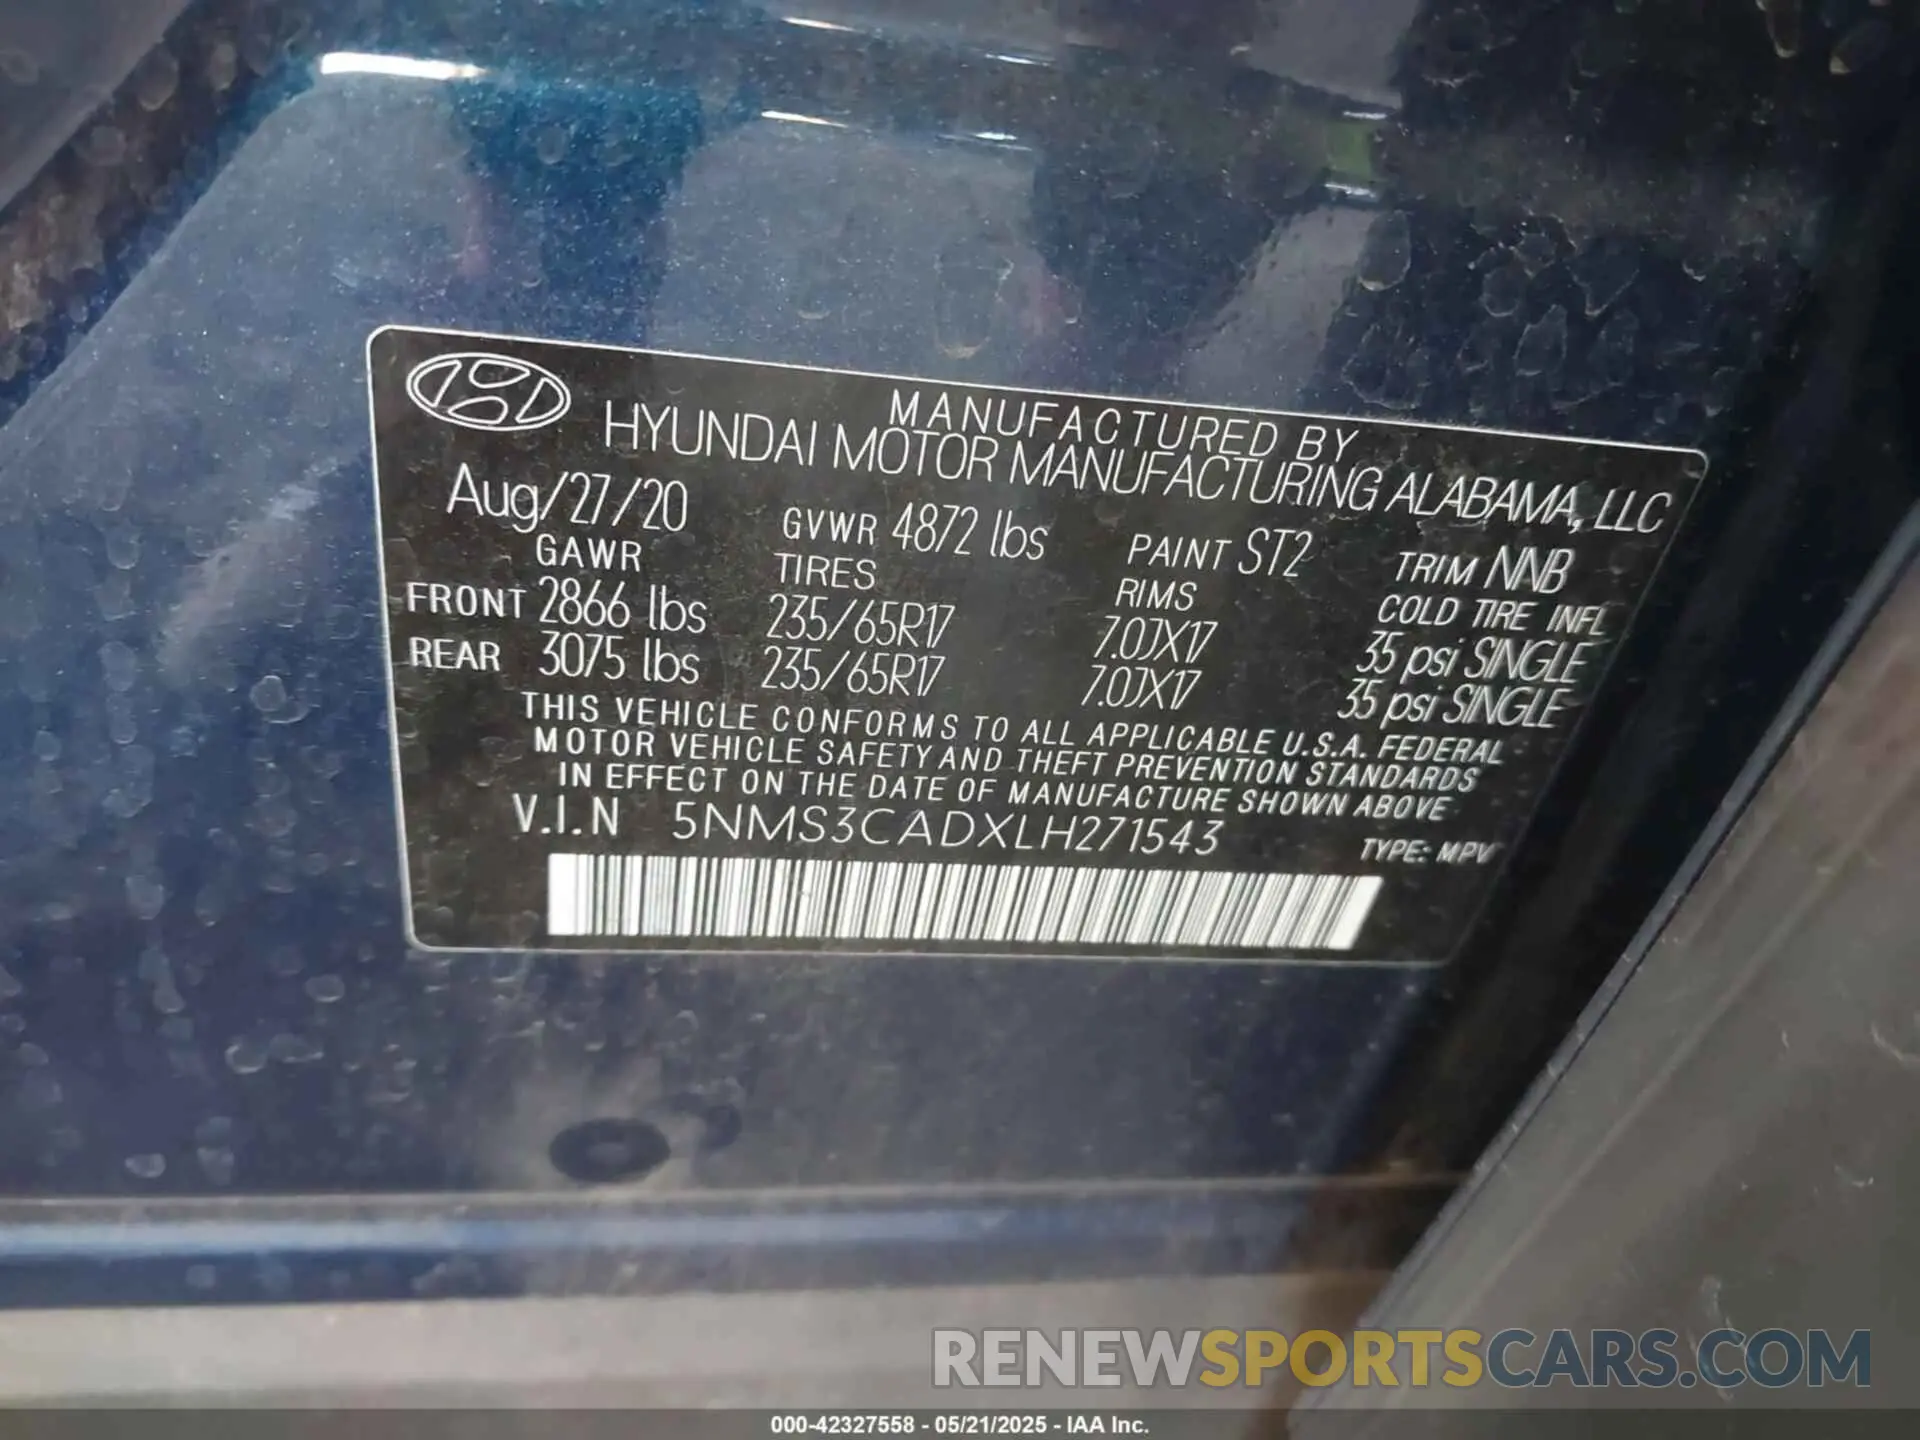 MANUFACTURED BY
HYUNDAI MOTOR MANUFACTURING ALABAMA, LLC
Aug/27/20 GVWR 4872 lbs PAINT ST2 TRIM NNB
GAWR TIRES RIMS COLD TIRE INFL
FRONT 2866 lbs 235/65R17 7.0JX17 35 psi SINGLE
REAR 3075 lbs 235/65R17 7.0JX17 35 psi SINGLE
THIS VEHICLE CONFORMS TO ALL APPLICABLE U.S.A. FEDERAL
MOTOR VEHICLE SAFETY AND THEFT PREVENTION STANDARDS
IN EFFECT ON THE DATE OF MANUFACTURE SHOWN ABOVE
V.I.N 5NMS3CADXLH271543 TYPE: MPV
RENEWSPORTSCARS.COM
000-42327558 - 05/21/2025 - IAA Inc.